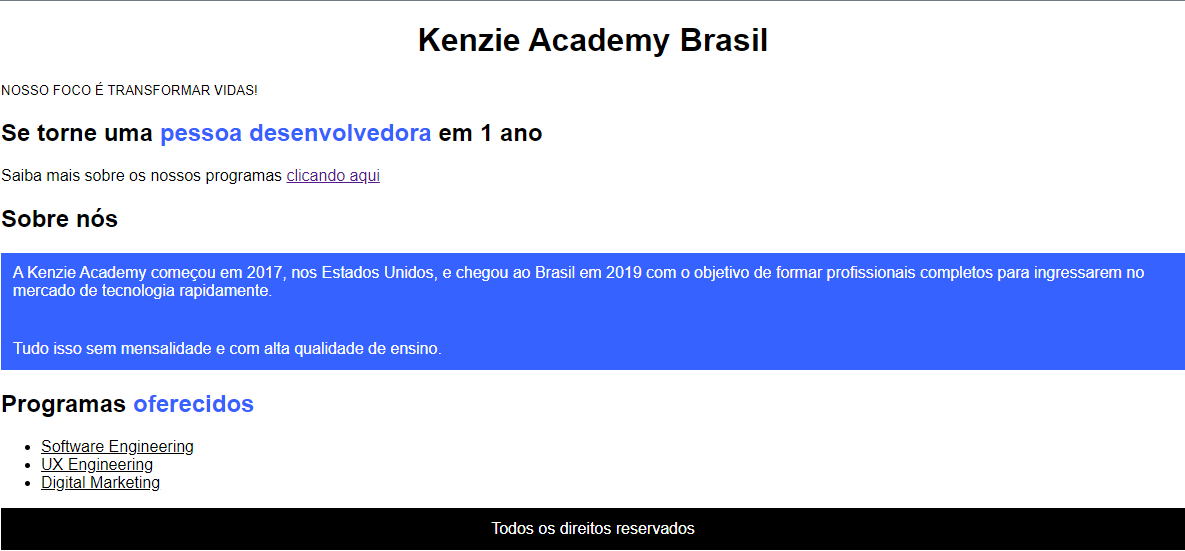 Kenzie Academy Brasil
NOSSO FOCO É TRANSFORMAR VIDAS!
Se torne uma pessoa desenvolvedora em 1 ano
Saiba mais sobre os nossos programas clicando aqui
Sobre nós
A Kenzie Academy começou em 2017, nos Estados Unidos, e chegou ao Brasil em 2019 com o objetivo de formar profissionais completos para ingressarem no
mercado de tecnologia rapidamente.
Tudo isso sem mensalidade e com alta qualidade de ensino.
Programas oferecidos
Software Engineering
UX Engineering
Digital Marketing
Todos os direitos reservados